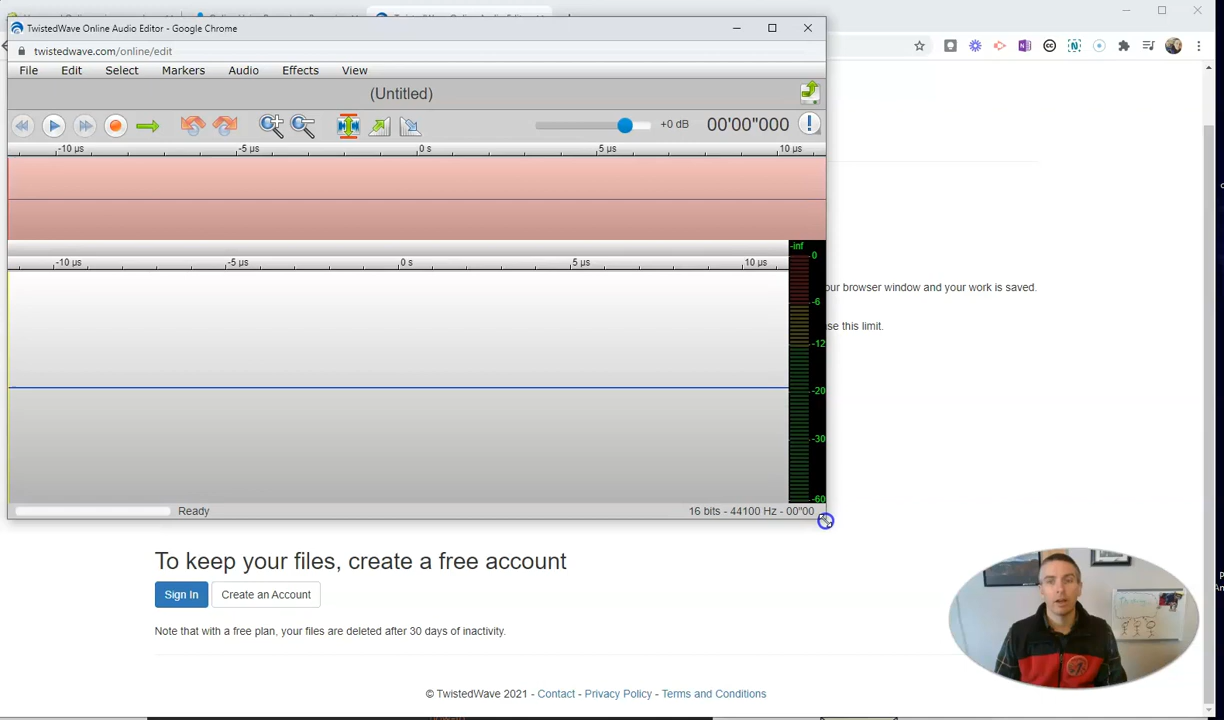 TwistedWave Online Audio Editor - Google Chrome
twistedwave.com/online/edit
File Edit Select Markers Audio Effects View
(Untitled)
+0 dB 00'00"000
-10 µs -5 µs 0 s 5 µs 10 µs
-inf
-10 µs -5 µs 0 s 5 µs 10 µs
0
-6
-12
-20
-30
-60
Ready
16 bits - 44100 Hz - 00"00
our browser window and your work is saved.
se this limit.
To keep your files, create a free account
Sign In Create an Account
Note that with a free plan, your files are deleted after 30 days of inactivity.
© TwistedWave 2021 - Contact - Privacy Policy - Terms and Conditions